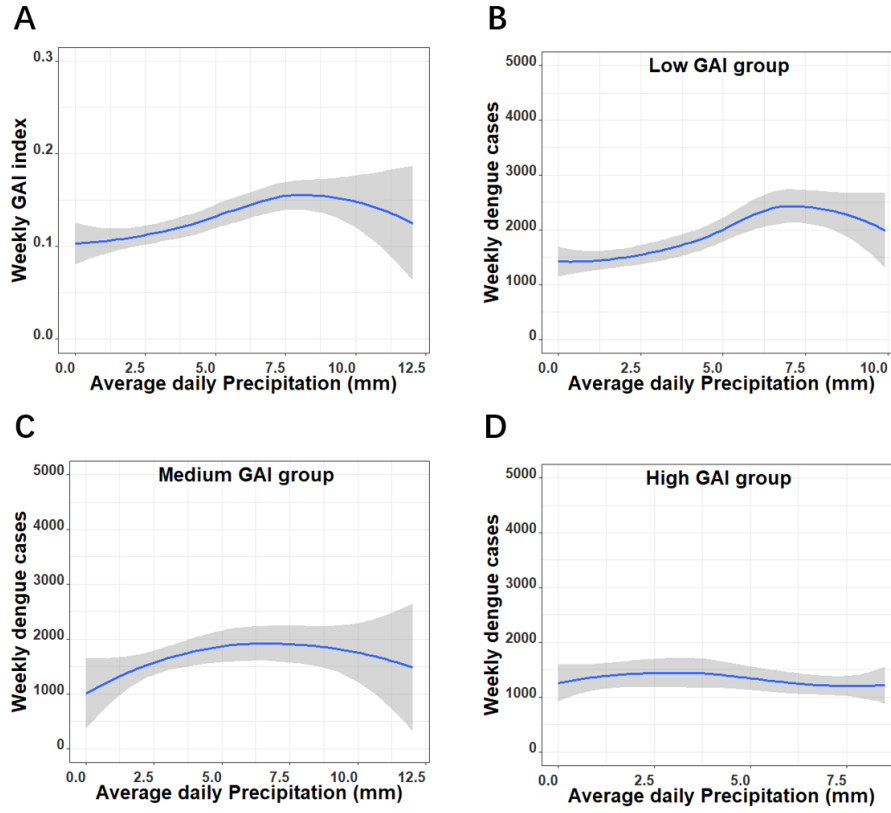 A
0.3
0.2
0.1
0.0
Weekly GAI index
0.0 2.5 5.0 7.5 10.0 12.5
Average daily Precipitation (mm)
B
Low GAI group
5000
4000
3000
2000
1000
0
Weekly dengue cases
0.0 2.5 5.0 7.5 10.0
Average daily Precipitation (mm)
C
Medium GAI group
5000
4000
3000
2000
1000
0
Weekly dengue cases
0.0 2.5 5.0 7.5 10.0 12.5
Average daily Precipitation (mm)
D
High GAI group
5000
4000
3000
2000
1000
0
Weekly dengue cases
0.0 2.5 5.0 7.5
Average daily Precipitation (mm)